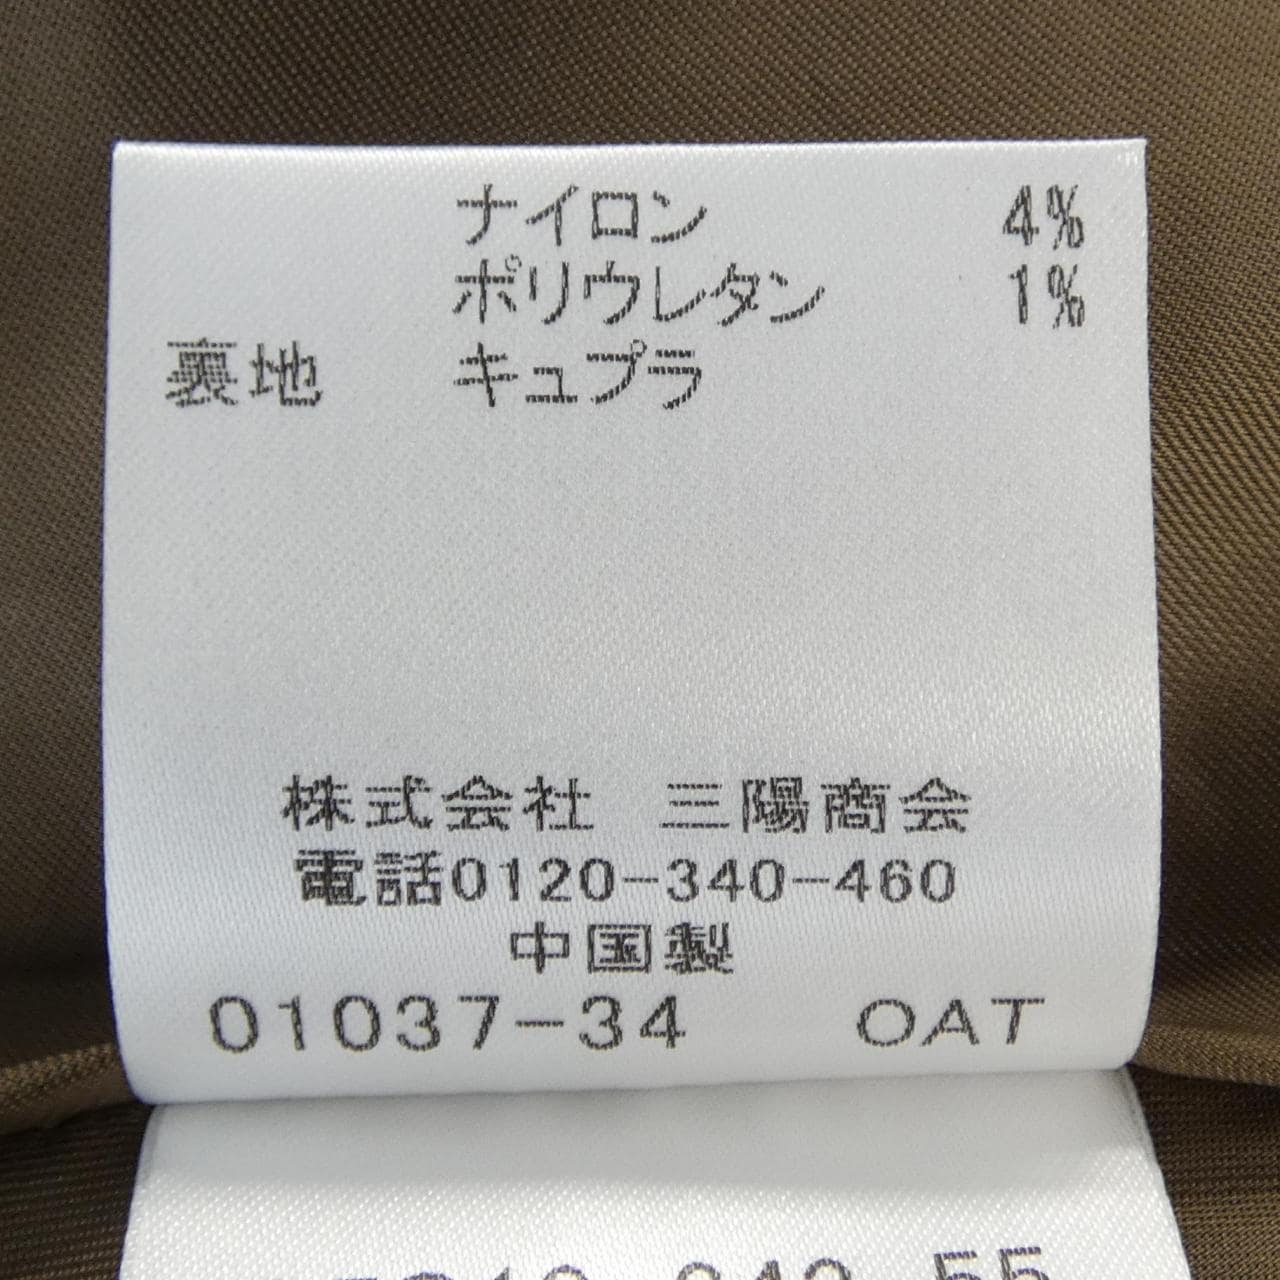 ナイロン 4%
ポリウレタン 1%
裏地 キュプラ
株式会社 三陽商会
電話0120-340-460
中国製
01037-34 OAT